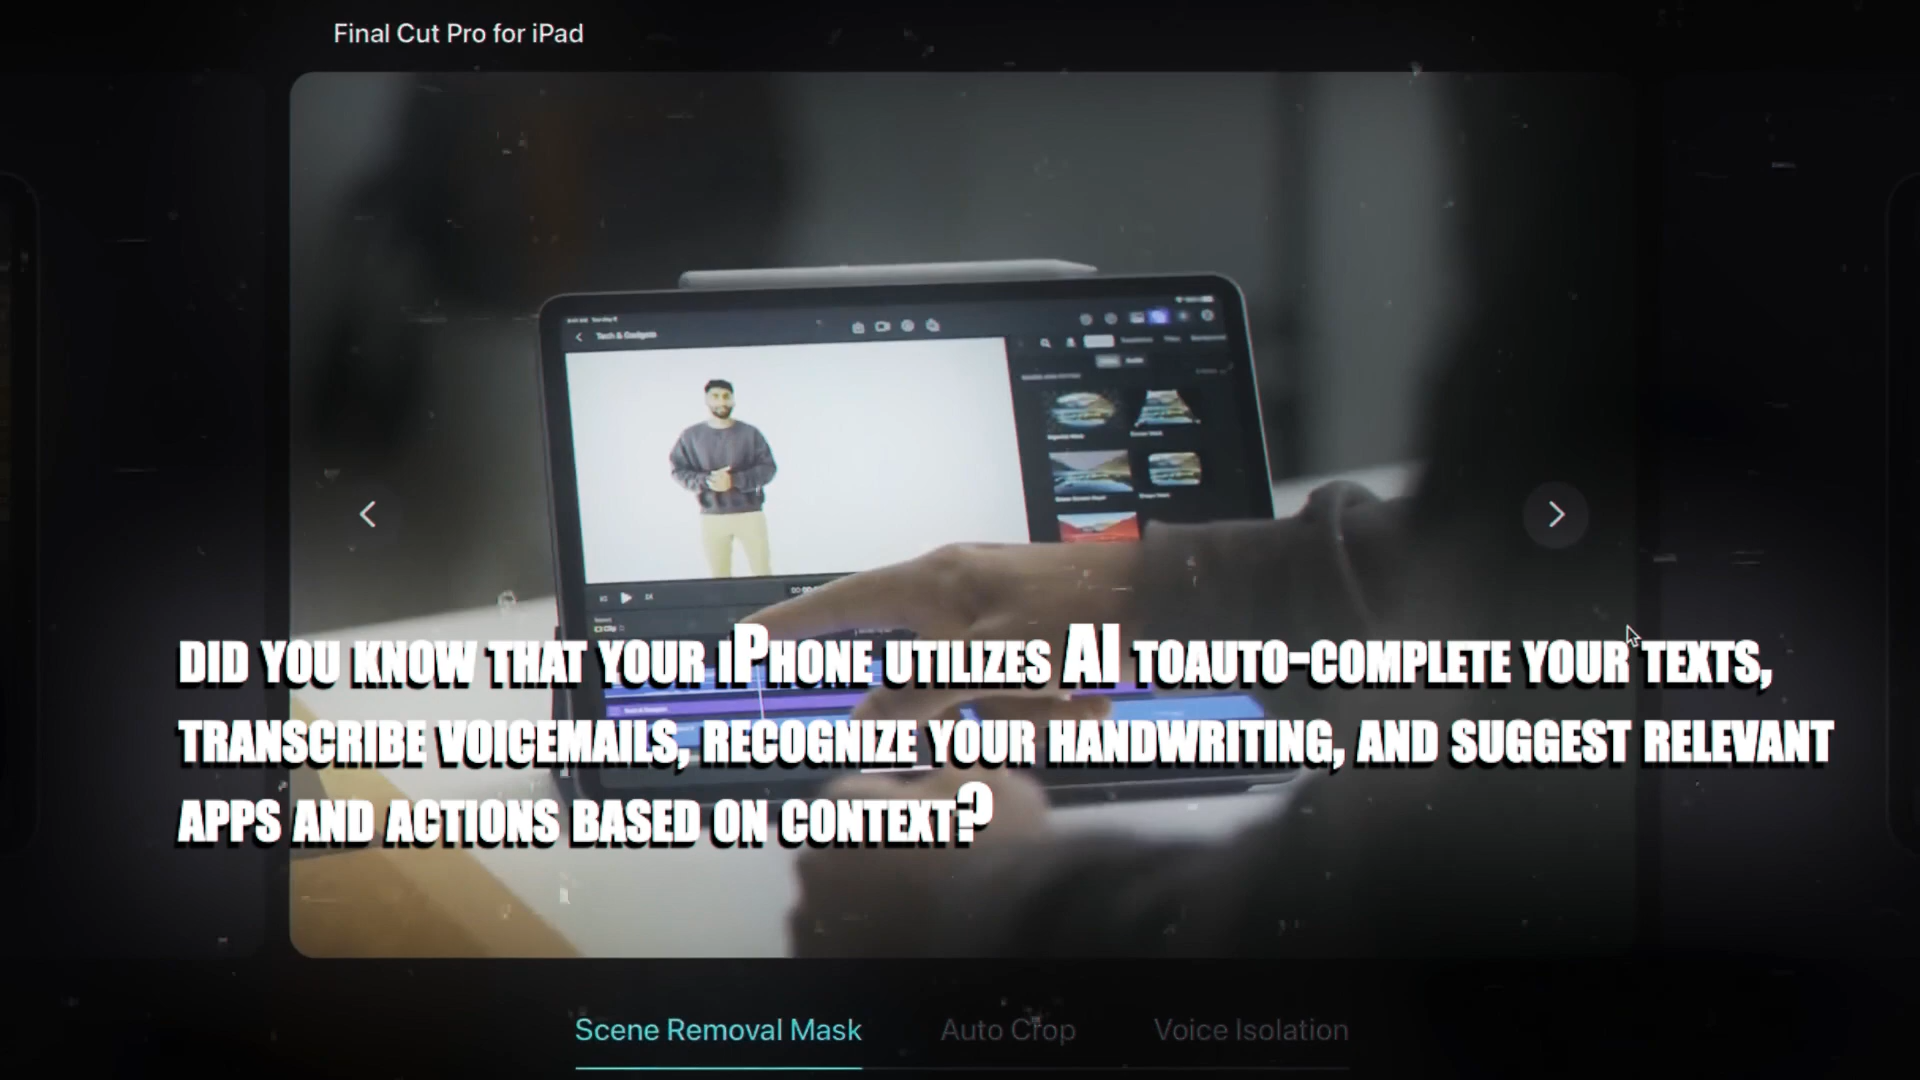 Final Cut Pro for iPad
Tech & Gadgets
DID YOU KNOW THAT YOUR iPHONE UTILIZES AI TOAUTO-COMPLETE YOUR TEXTS,
TRANSCRIBE VOICEMAILS, RECOGNIZE YOUR HANDWRITING, AND SUGGEST RELEVANT
APPS AND ACTIONS BASED ON CONTEXT?
Scene Removal Mask
Auto Crop
Voice Isolation